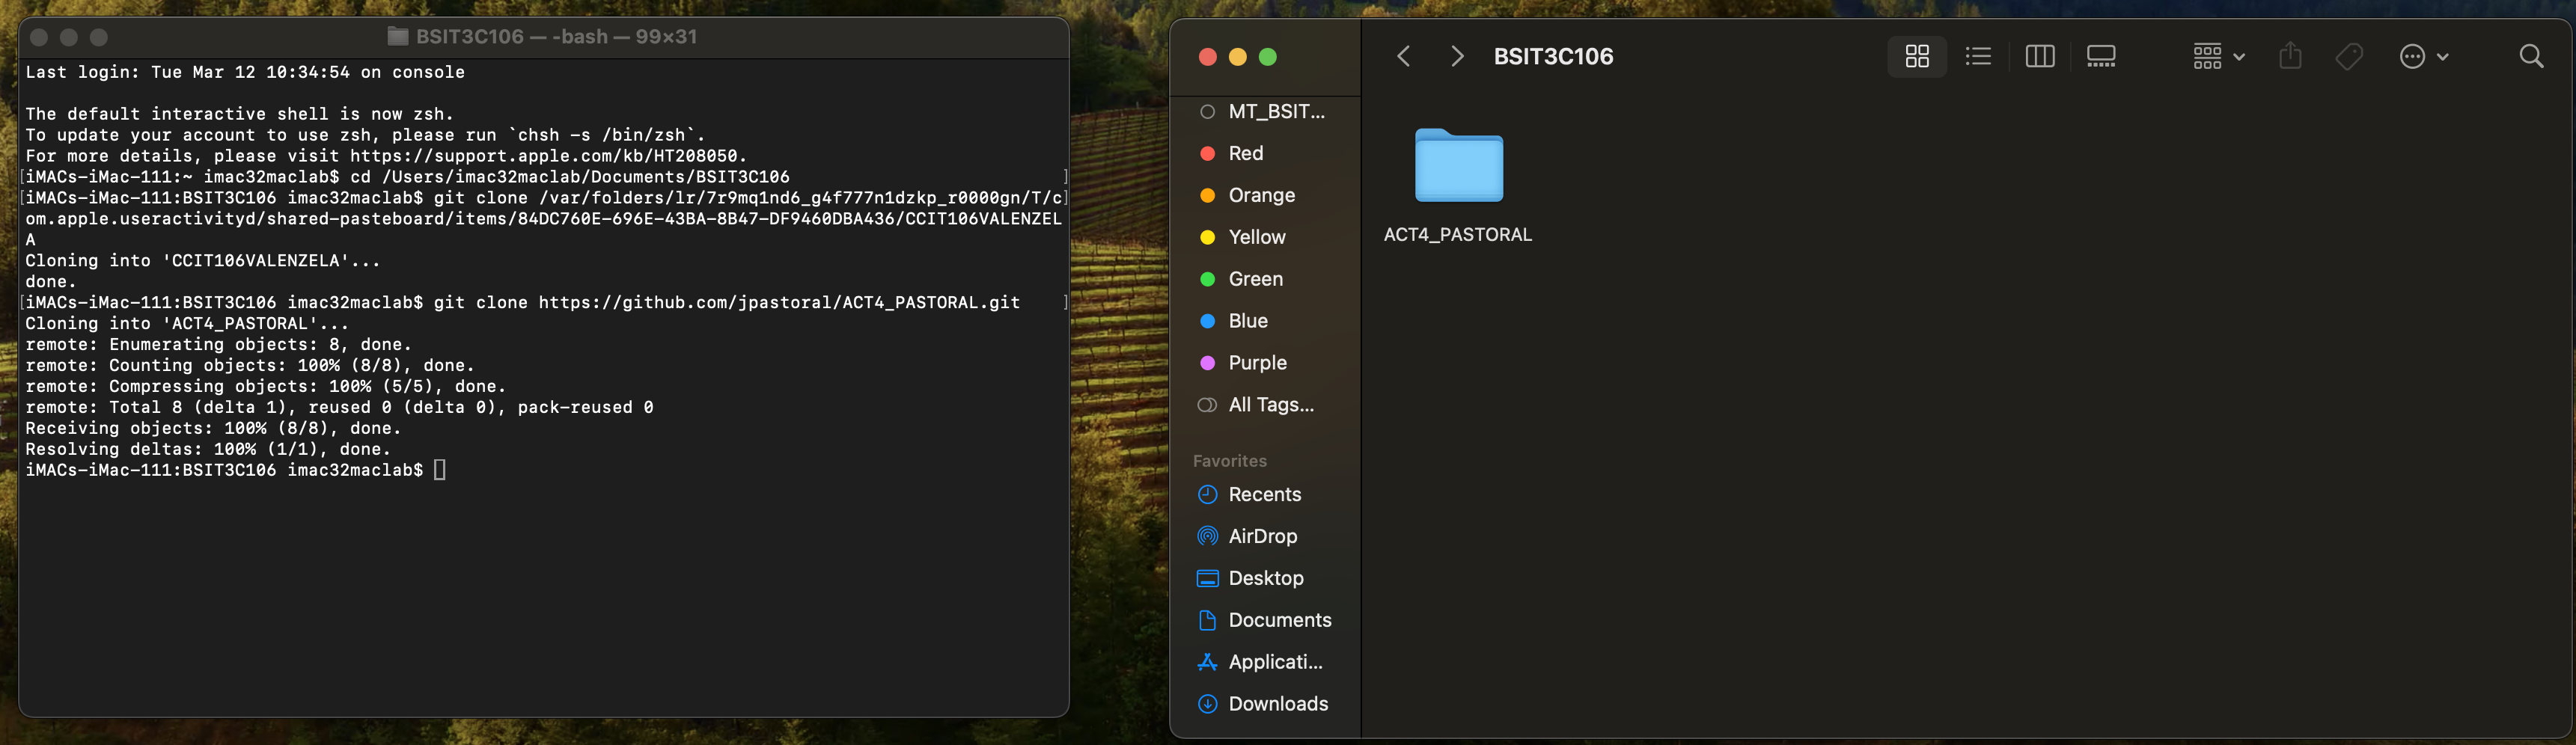 BSIT3C106 — -bash — 99×31
Last login: Tue Mar 12 10:34:54 on console
The default interactive shell is now zsh.
To update your account to use zsh, please run `chsh -s /bin/zsh`.
For more details, please visit https://support.apple.com/kb/HT208050.
[iMACs-iMac-111:~ imac32maclab$ cd /Users/imac32maclab/Documents/BSIT3C106 ]
[iMACs-iMac-111:BSIT3C106 imac32maclab$ git clone /var/folders/lr/7r9mq1nd6_g4f777n1dzkp_r0000gn/T/c]
om.apple.useractivityd/shared-pasteboard/items/84DC760E-696E-43BA-8B47-DF9460DBA436/CCIT106VALENZEL
A
Cloning into 'CCIT106VALENZELA'...
done.
[iMACs-iMac-111:BSIT3C106 imac32maclab$ git clone https://github.com/jpastoral/ACT4_PASTORAL.git ]
Cloning into 'ACT4_PASTORAL'...
remote: Enumerating objects: 8, done.
remote: Counting objects: 100% (8/8), done.
remote: Compressing objects: 100% (5/5), done.
remote: Total 8 (delta 1), reused 0 (delta 0), pack-reused 0
Receiving objects: 100% (8/8), done.
Resolving deltas: 100% (1/1), done.
iMACs-iMac-111:BSIT3C106 imac32maclab$
BSIT3C106
MT_BSIT...
Red
Orange
Yellow
Green
Blue
Purple
All Tags...
Favorites
Recents
AirDrop
Desktop
Documents
Applicati...
Downloads
ACT4_PASTORAL